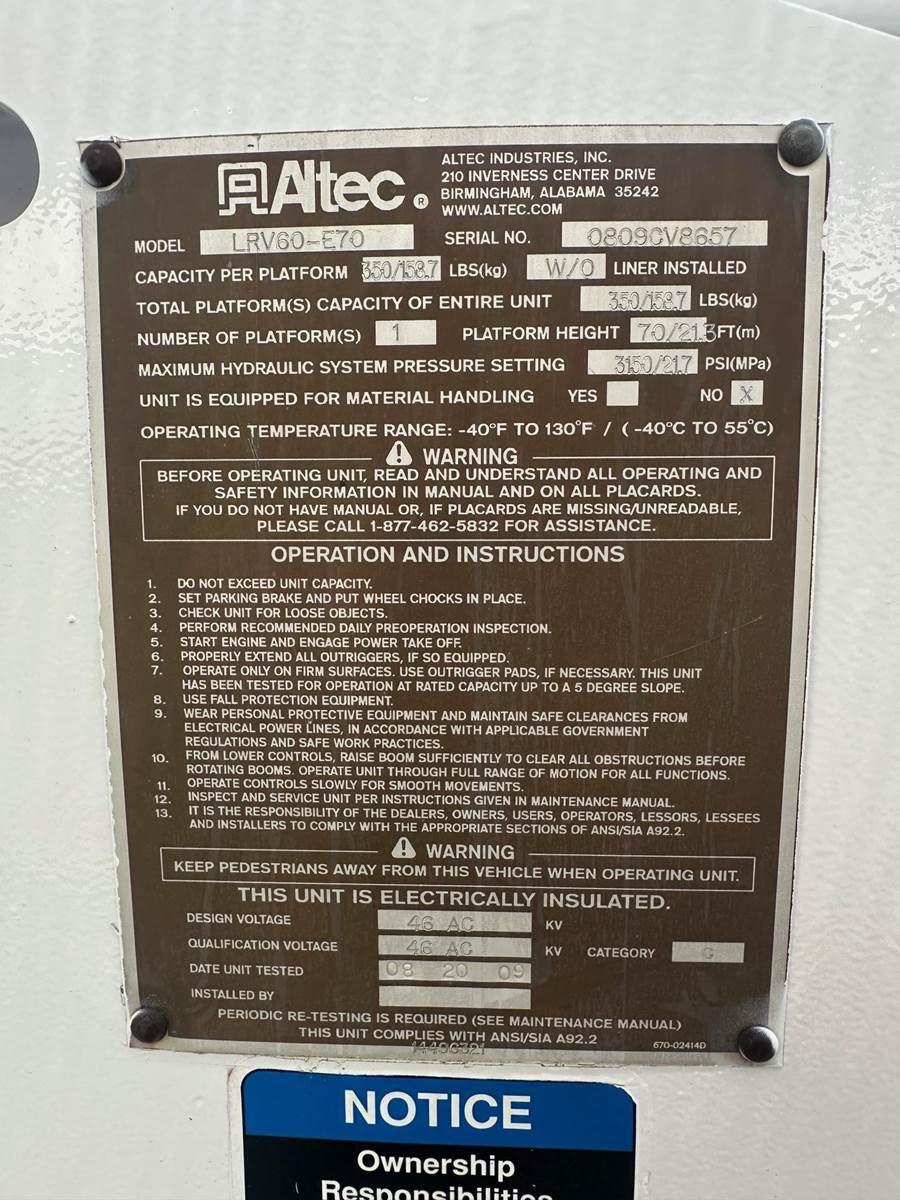 Altec®
ALTEC INDUSTRIES, INC.
210 INVERNESS CENTER DRIVE
BIRMINGHAM, ALABAMA 35242
WWW.ALTEC.COM
MODEL LRV60-E70 SERIAL NO. 0809CV8657
CAPACITY PER PLATFORM 350/158.7 LBS(kg) W/O LINER INSTALLED
TOTAL PLATFORM(S) CAPACITY OF ENTIRE UNIT 350/158.7 LBS(kg)
NUMBER OF PLATFORM(S) 1 PLATFORM HEIGHT 70/21.3 FT(m)
MAXIMUM HYDRAULIC SYSTEM PRESSURE SETTING 3150/21.7 PSI(MPa)
UNIT IS EQUIPPED FOR MATERIAL HANDLING YES NO X
OPERATING TEMPERATURE RANGE: -40°F TO 130°F / (-40°C TO 55°C)
WARNING
BEFORE OPERATING UNIT, READ AND UNDERSTAND ALL OPERATING AND
SAFETY INFORMATION IN MANUAL AND ON ALL PLACARDS.
IF YOU DO NOT HAVE MANUAL OR, IF PLACARDS ARE MISSING/UNREADABLE,
PLEASE CALL 1-877-462-5832 FOR ASSISTANCE.
OPERATION AND INSTRUCTIONS
1. DO NOT EXCEED UNIT CAPACITY.
2. SET PARKING BRAKE AND PUT WHEEL CHOCKS IN PLACE.
3. CHECK UNIT FOR LOOSE OBJECTS.
4. PERFORM RECOMMENDED DAILY PREOPERATION INSPECTION.
5. START ENGINE AND ENGAGE POWER TAKE OFF.
6. PROPERLY EXTEND ALL OUTRIGGERS, IF SO EQUIPPED.
7. OPERATE ONLY ON FIRM SURFACES. USE OUTRIGGER PADS, IF NECESSARY. THIS UNIT
HAS BEEN TESTED FOR OPERATION AT RATED CAPACITY UP TO A 5 DEGREE SLOPE.
8. USE FALL PROTECTION EQUIPMENT.
9. WEAR PERSONAL PROTECTIVE EQUIPMENT AND MAINTAIN SAFE CLEARANCES FROM
ELECTRICAL POWER LINES, IN ACCORDANCE WITH APPLICABLE GOVERNMENT
REGULATIONS AND SAFE WORK PRACTICES.
10. FROM LOWER CONTROLS, RAISE BOOM SUFFICIENTLY TO CLEAR ALL OBSTRUCTIONS BEFORE
ROTATING BOOMS. OPERATE UNIT THROUGH FULL RANGE OF MOTION FOR ALL FUNCTIONS.
11. OPERATE CONTROLS SLOWLY FOR SMOOTH MOVEMENTS.
12. INSPECT AND SERVICE UNIT PER INSTRUCTIONS GIVEN IN MAINTENANCE MANUAL.
13. IT IS THE RESPONSIBILITY OF THE DEALERS, OWNERS, USERS, OPERATORS, LESSORS, LESSEES
AND INSTALLERS TO COMPLY WITH THE APPROPRIATE SECTIONS OF ANSI/SIA A92.2.
WARNING
KEEP PEDESTRIANS AWAY FROM THIS VEHICLE WHEN OPERATING UNIT.
THIS UNIT IS ELECTRICALLY INSULATED.
DESIGN VOLTAGE 46 AC KV
QUALIFICATION VOLTAGE 46 AC KV CATEGORY C
DATE UNIT TESTED 08 20 09
INSTALLED BY
PERIODIC RE-TESTING IS REQUIRED (SEE MAINTENANCE MANUAL)
THIS UNIT COMPLIES WITH ANSI/SIA A92.2
670-02414D
NOTICE
Ownership
Responsibilities